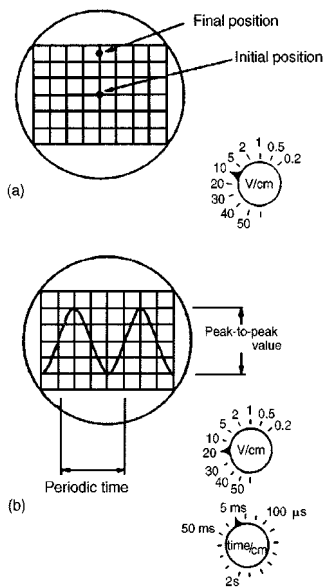 Final position
Initial position
1
2
0.5
5
0.2
10
20
V/cm
30
40
50
(a)
Peak-to-peak
value
Periodic time
1
2
0.5
5
0.2
10
20
V/cm
30
40
50
(b)
5 ms
100 µs
50 ms
time/cm
2s